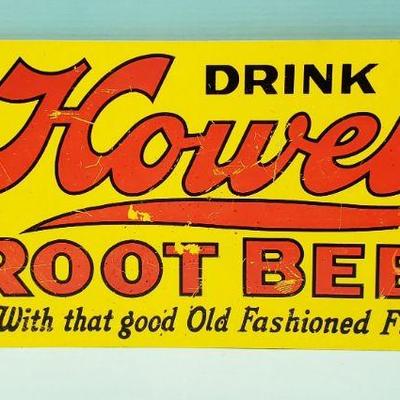 DRINK
Howel
ROOT BEE
With that good Old Fashioned F